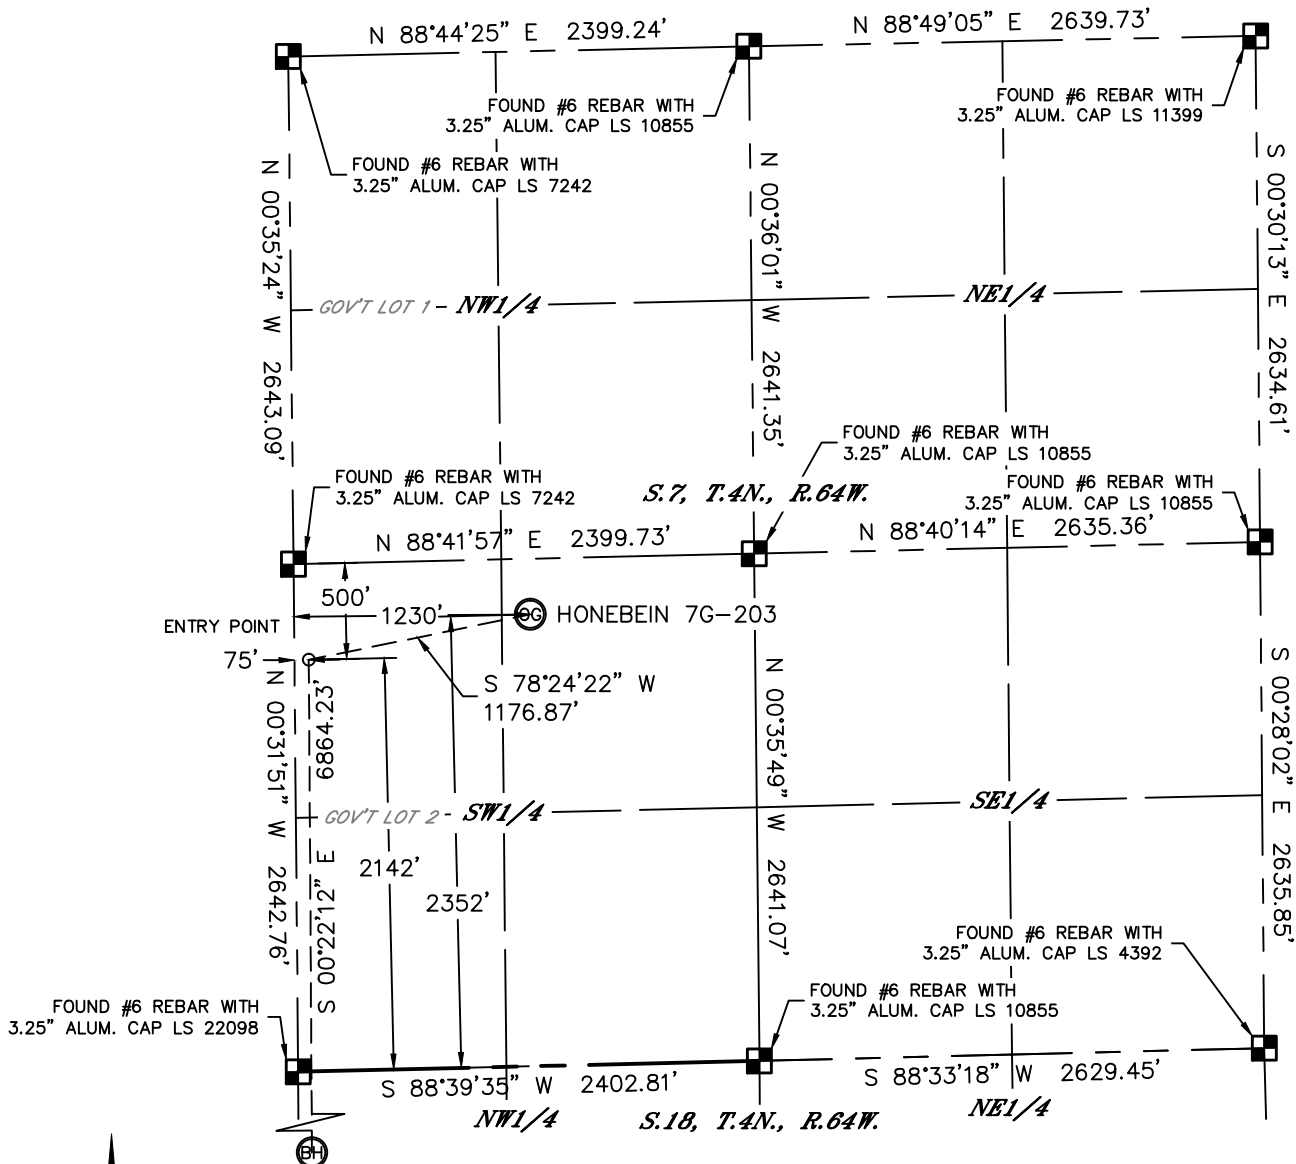 N 88°44'25" E 2399.24'
N 88°49'05" E 2639.73'
FOUND #6 REBAR WITH
3.25" ALUM. CAP LS 10855
FOUND #6 REBAR WITH
3.25" ALUM. CAP LS 11399
FOUND #6 REBAR WITH
3.25" ALUM. CAP LS 7242
N 00°35'24" W 2643.09'
N 00°36'01" W 2641.35'
S 00°30'13" E 2634.61'
GOV'T LOT 1 - NW1/4
NE1/4
FOUND #6 REBAR WITH
3.25" ALUM. CAP LS 10855
FOUND #6 REBAR WITH
3.25" ALUM. CAP LS 7242
S.7, T.4N., R.64W.
FOUND #6 REBAR WITH
3.25" ALUM. CAP LS 10855
N 88°41'57" E 2399.73'
N 88°40'14" E 2635.36'
500'
1230'
OG HONEBEIN 7G-203
ENTRY POINT
75'
S 78°24'22" W
1176.87'
N 00°31'51" W 2642.76'
S 00°22'12" E 6864.23'
N 00°35'49" W 2641.07'
S 00°28'02" E 2635.85'
GOV'T LOT 2 - SW1/4
SE1/4
2142'
2352'
FOUND #6 REBAR WITH
3.25" ALUM. CAP LS 4392
FOUND #6 REBAR WITH
3.25" ALUM. CAP LS 22098
FOUND #6 REBAR WITH
3.25" ALUM. CAP LS 10855
S 88°39'35" W 2402.81'
S 88°33'18" W 2629.45'
NW1/4
S.18, T.4N., R.64W.
NE1/4
BH